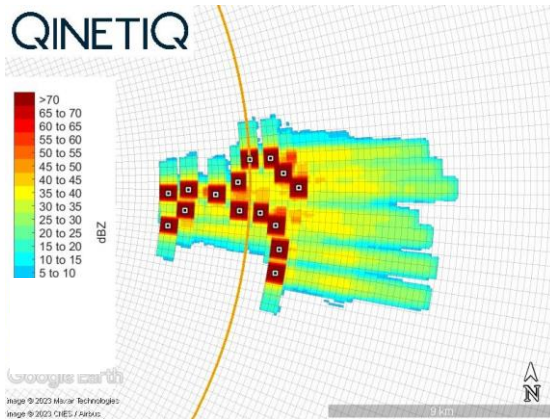 QINETIQ
>70
65 to 70
60 to 65
55 to 60
50 to 55
45 to 50
40 to 45
35 to 40
30 to 35
25 to 30
20 to 25
15 to 20
10 to 15
5 to 10
dBZ
Google Earth
Image © 2023 Maxar Technologies
Image © 2023 CNES / Airbus
N
9 km